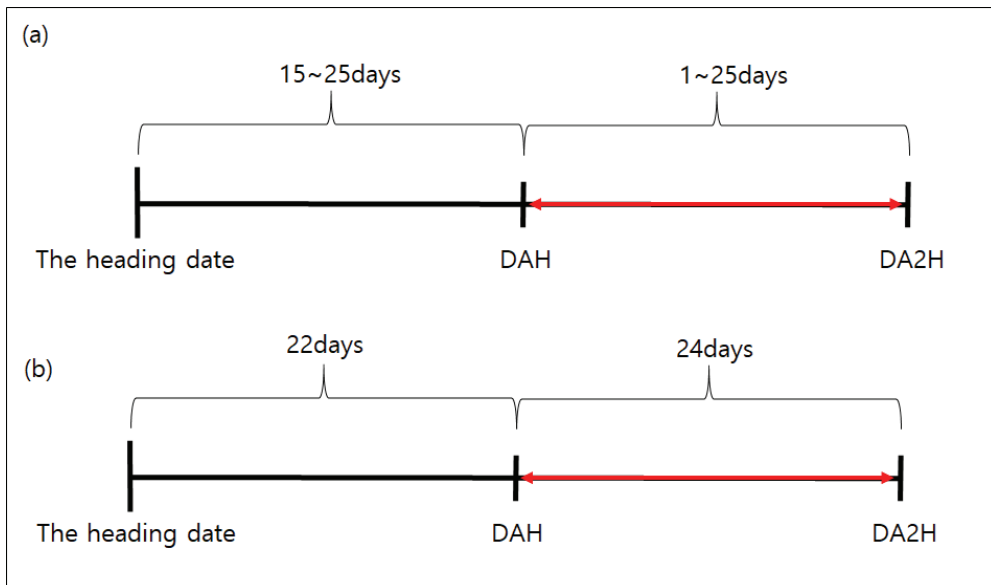 (a)
15~25days
1~25days
The heading date
DAH
DA2H
22days
24days
(b)
The heading date
DAH
DA2H